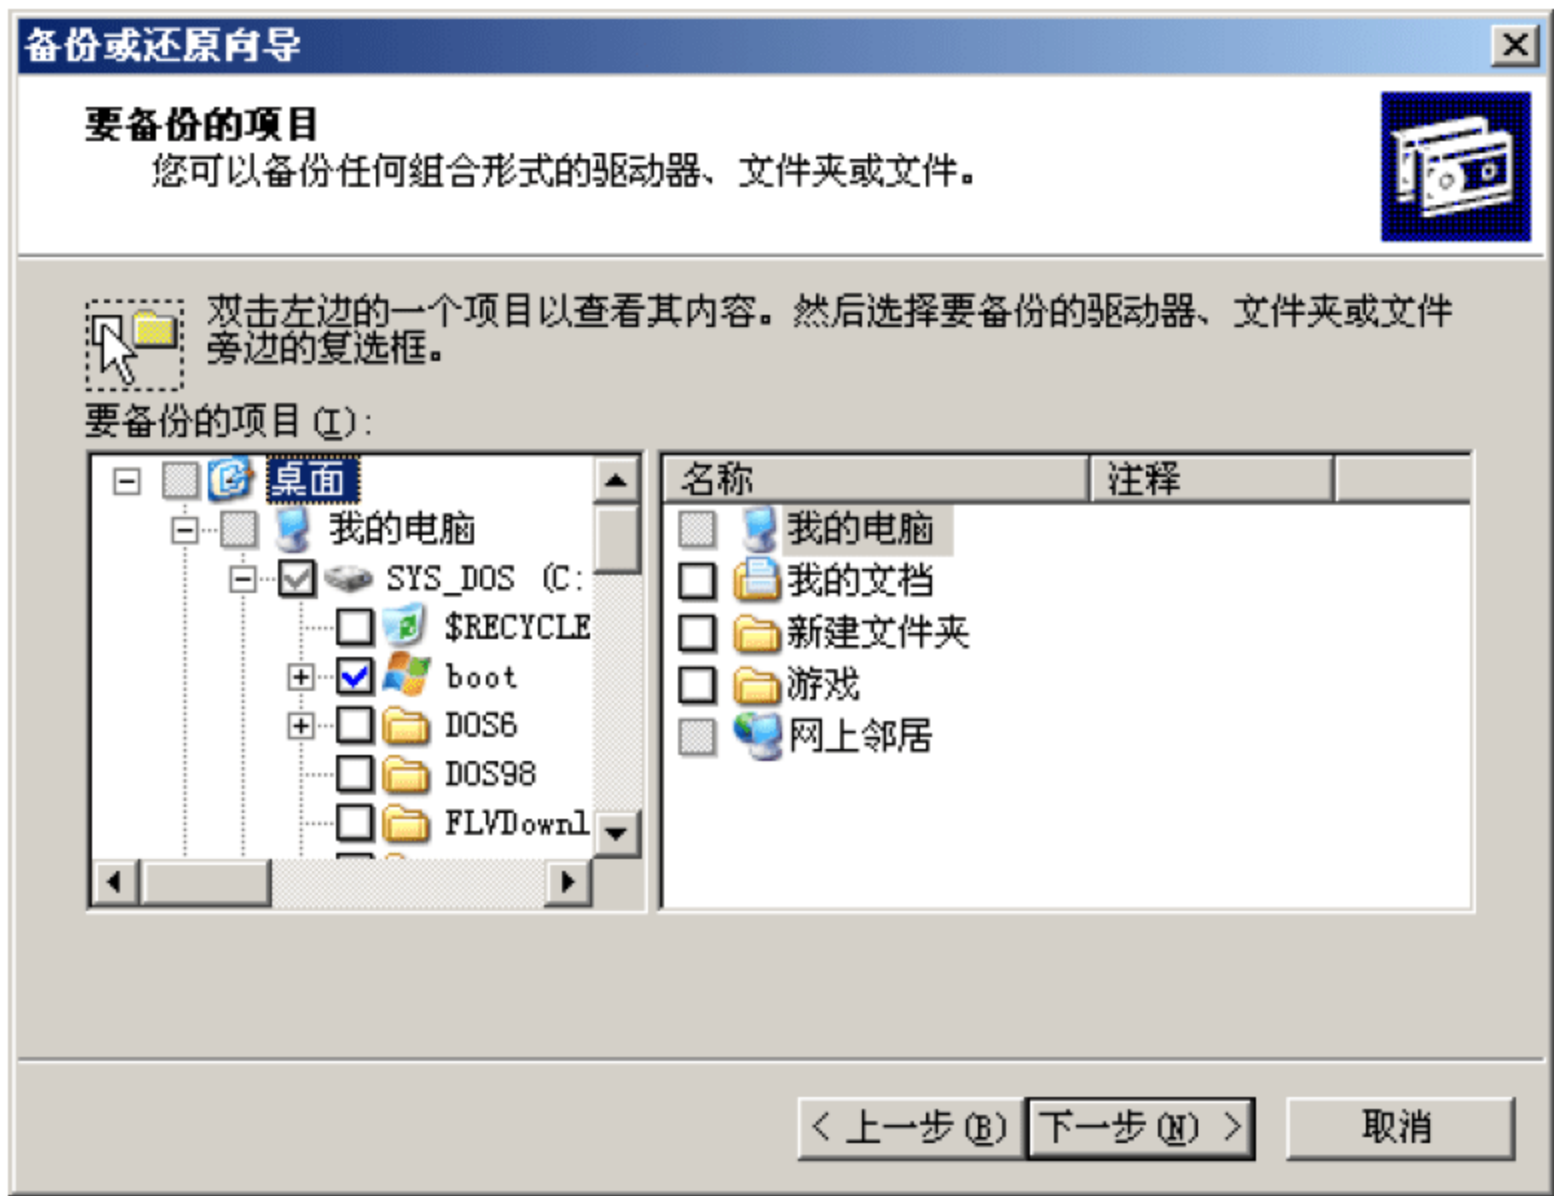 备份或还原向导
要备份的项目
您可以备份任何组合形式的驱动器、文件夹或文件。
双击左边的一个项目以查看其内容。然后选择要备份的驱动器、文件夹或文件
旁边的复选框。
要备份的项目(I):
桌面
我的电脑
SYS_DOS (C:
$RECYCLE
boot
DOS6
DOS98
FLVDownl
名称 注释
我的电脑
我的文档
新建文件夹
游戏
网上邻居
< 上一步(B) 下一步(N) > 取消